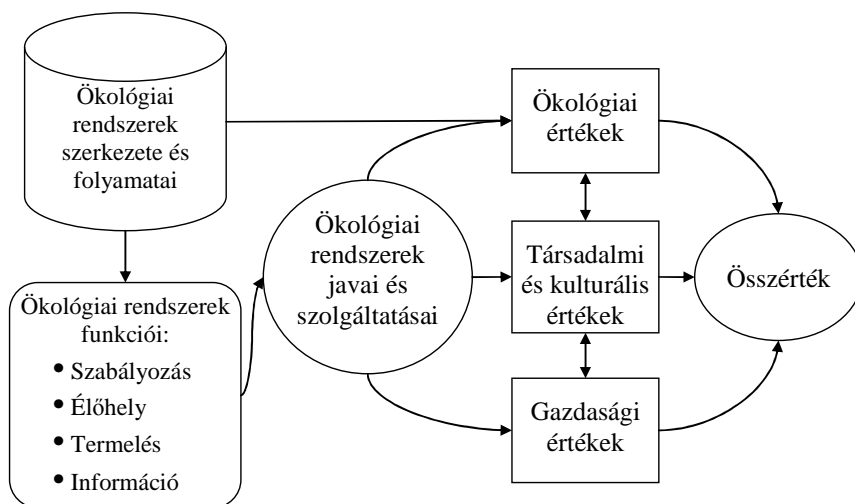 Ökológiai
rendszerek
szerkezete és
folyamatai
Ökológiai rendszerek
funkciói:
• Szabályozás
• Élőhely
• Termelés
• Információ
Ökológiai
rendszerek
javai és
szolgáltatásai
Ökológiai
értékek
Társadalmi
és kulturális
értékek
Gazdasági
értékek
Összérték